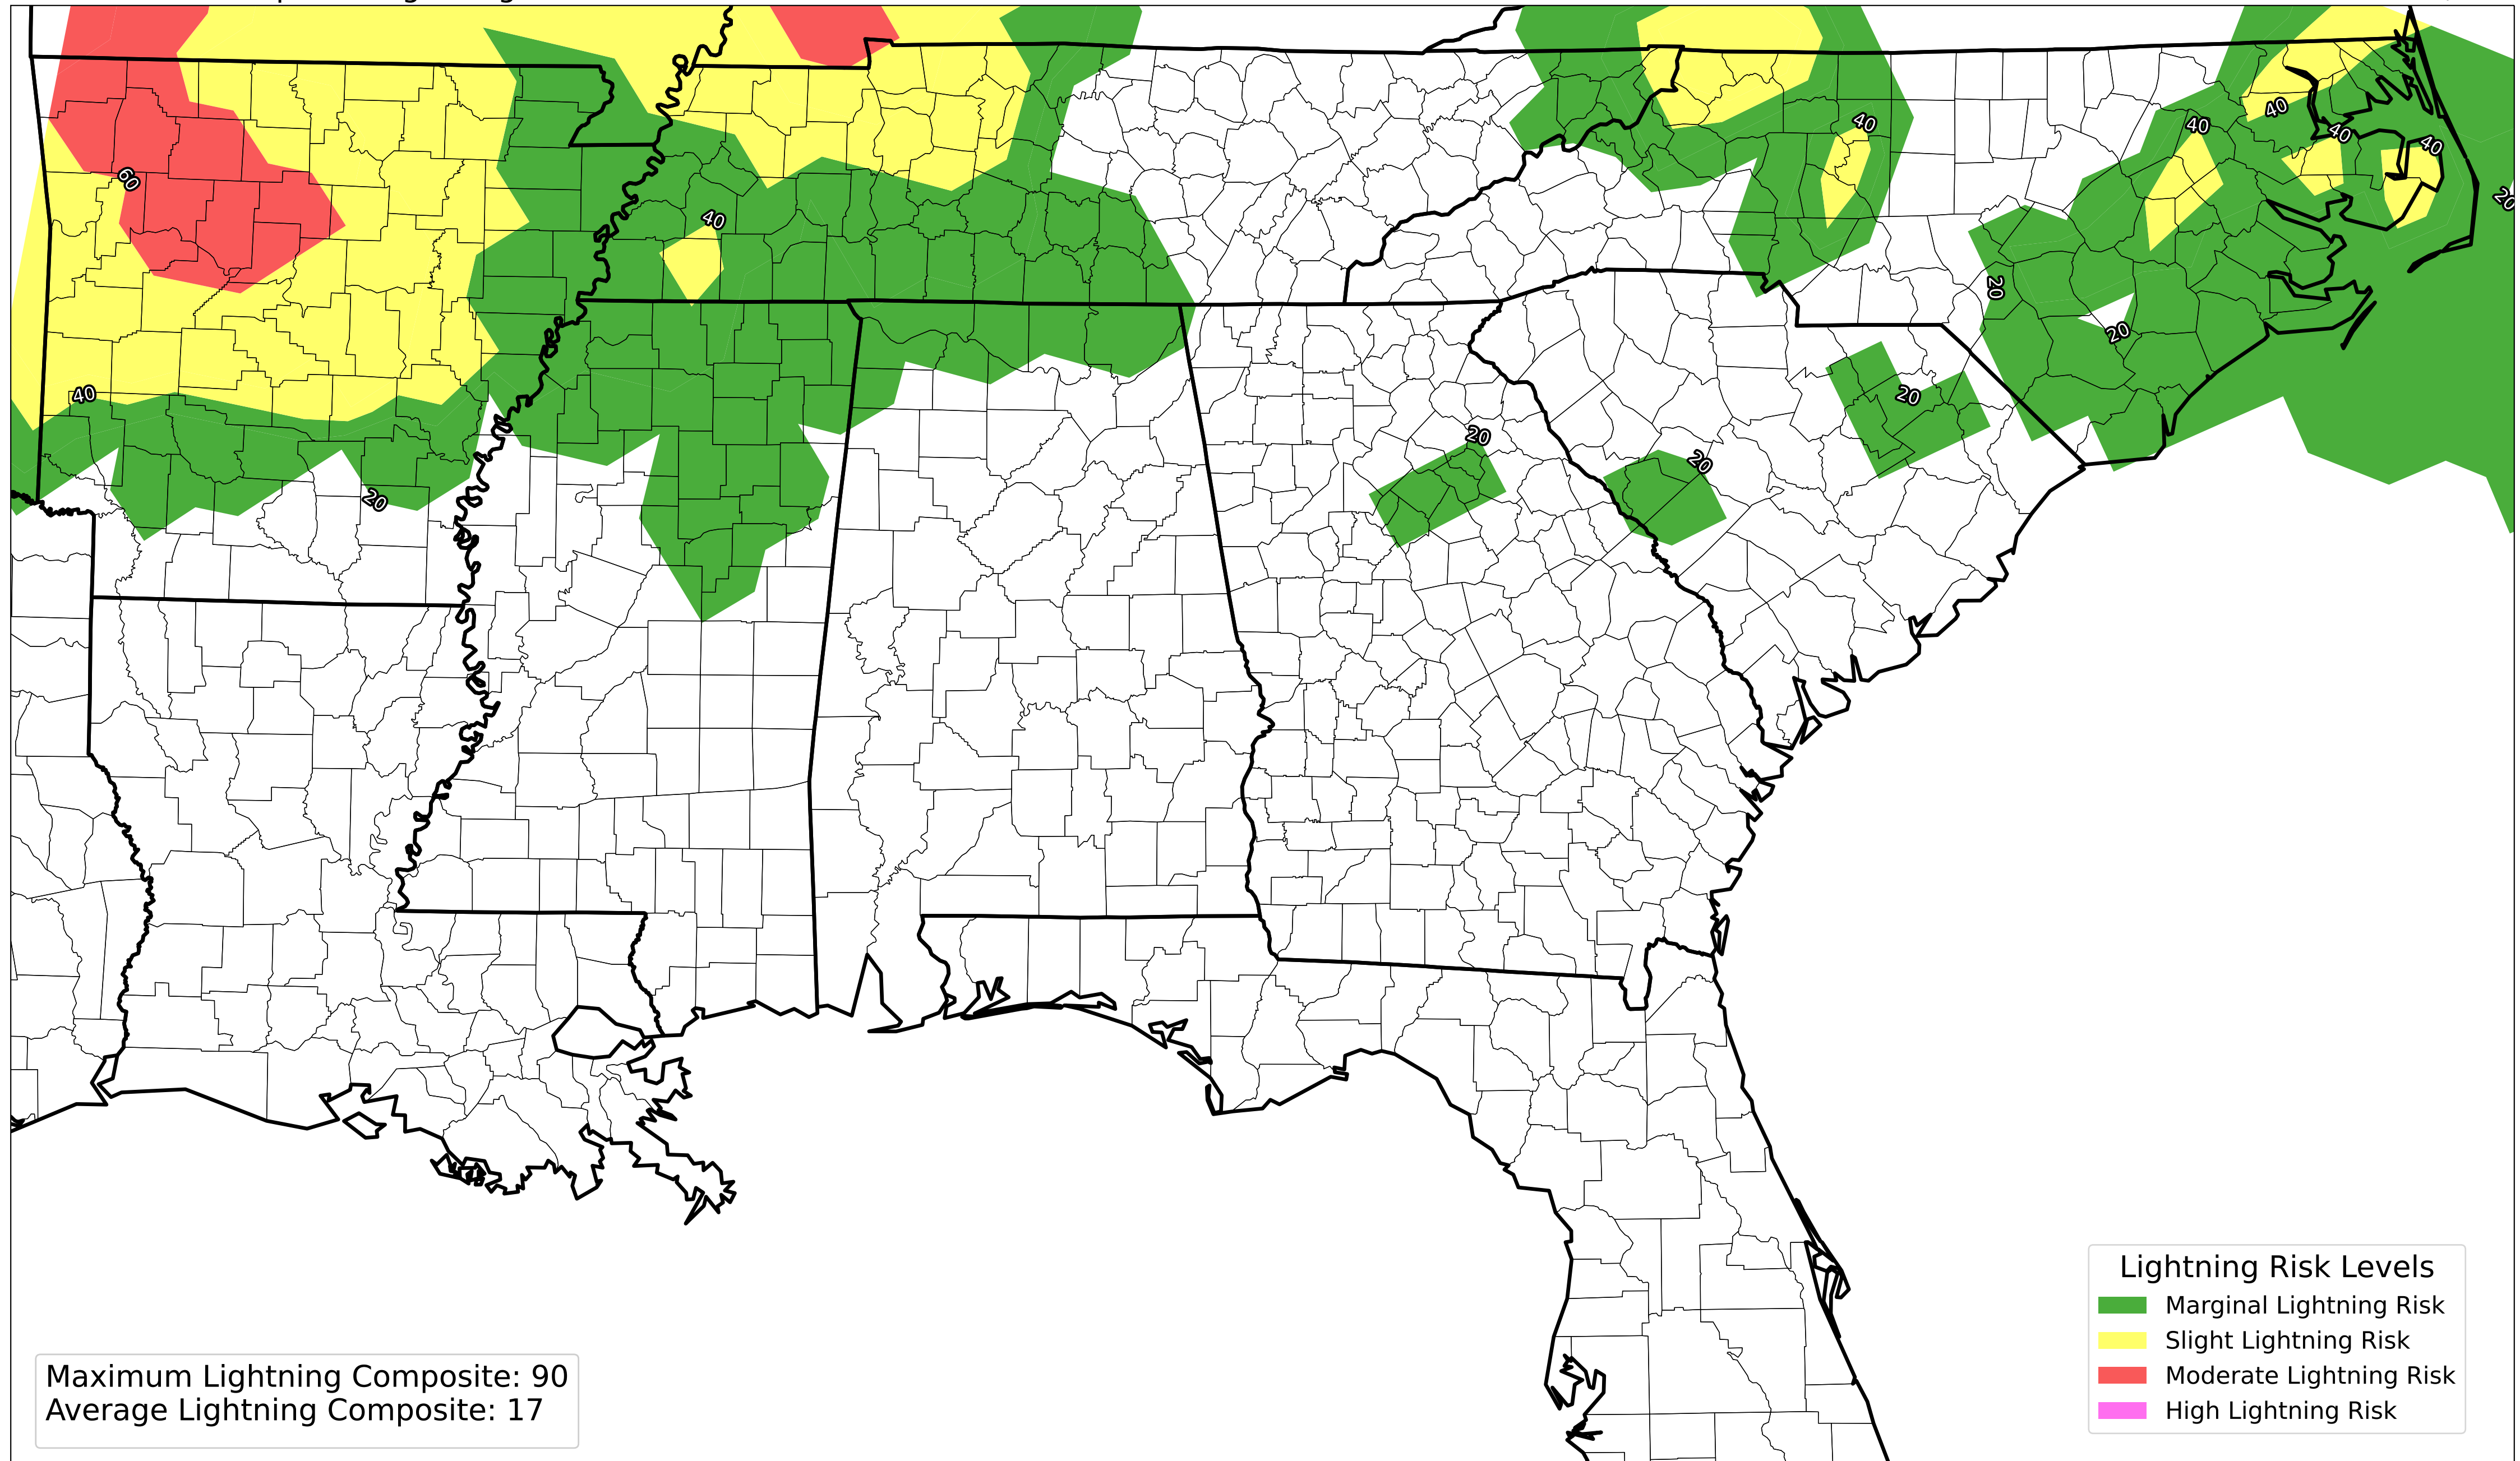 40
40
40
40
40
20
60
40
20
20
40
20
20
20
20
Lightning Risk Levels
Marginal Lightning Risk
Slight Lightning Risk
Moderate Lightning Risk
High Lightning Risk
Maximum Lightning Composite: 90
Average Lightning Composite: 17